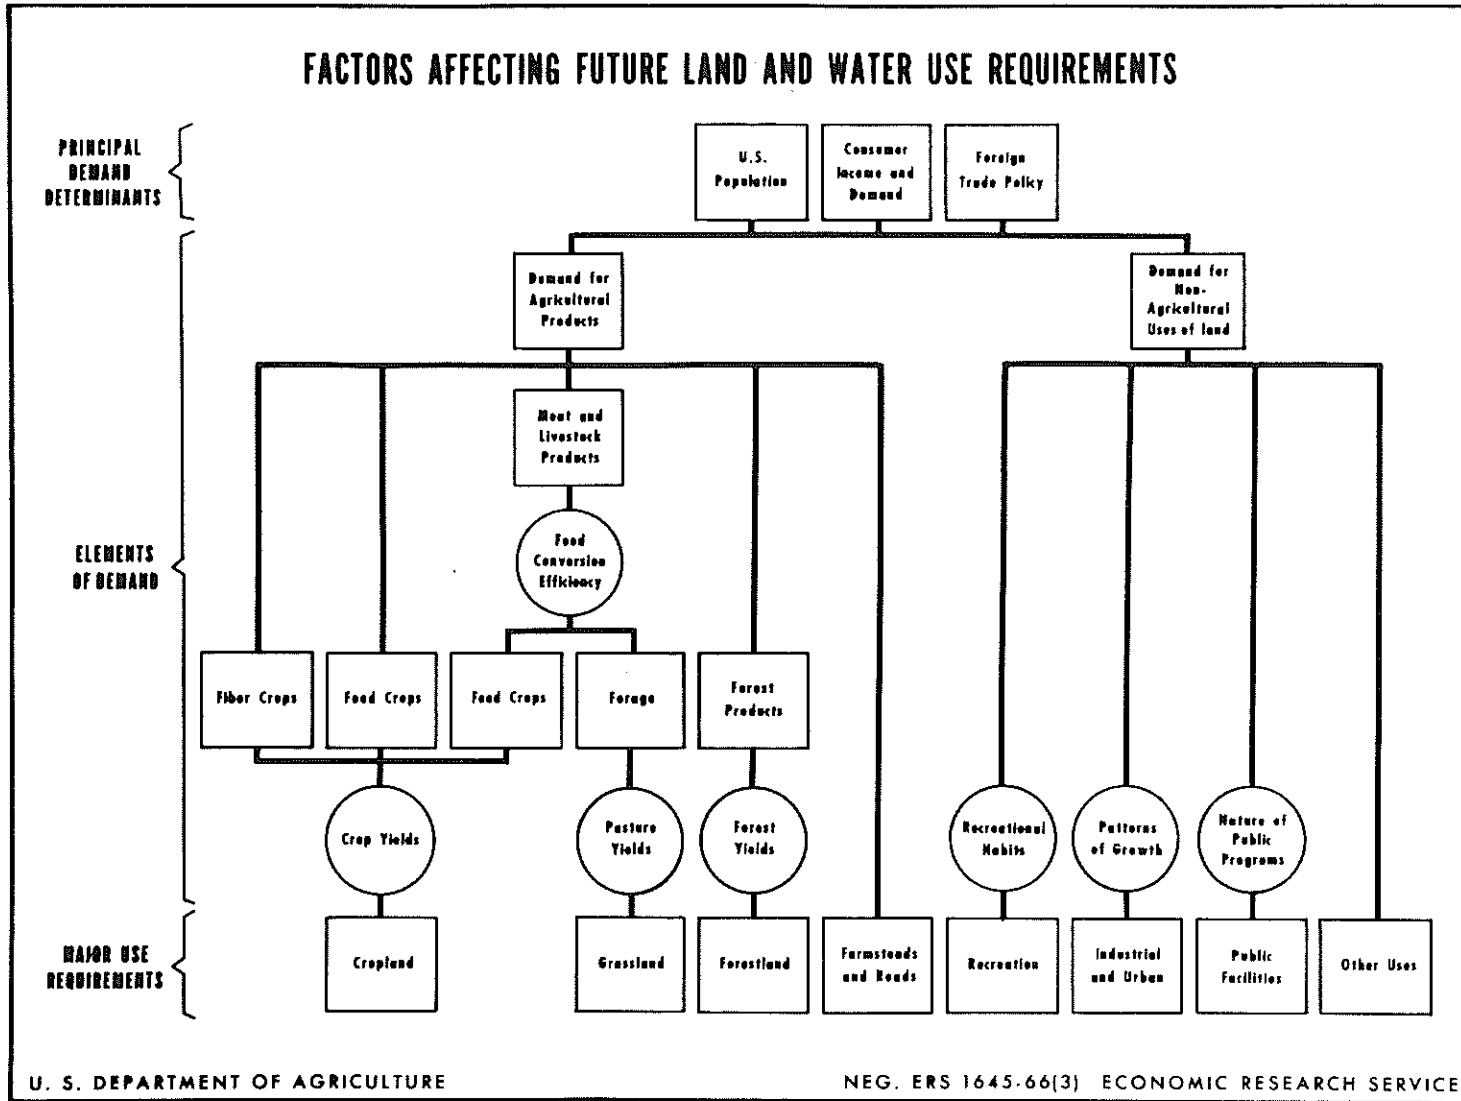 FACTORS AFFECTING FUTURE LAND AND WATER USE REQUIREMENTS
PRINCIPAL
DEMAND
DETERMINANTS
U.S.
Population
Consumer
Income and
Demand
Foreign
Trade Policy
Demand for
Agricultural
Products
Demand for
Non-
Agricultural
Uses of land
Meat and
Livestock
Products
ELEMENTS
OF DEMAND
Feed
Conversion
Efficiency
Fiber Crops
Food Crops
Feed Crops
Forage
Forest
Products
Crop Yields
Pasture
Yields
Forest
Yields
Recreational
Habits
Patterns
of Growth
Nature of
Public
Programs
MAJOR USE
REQUIREMENTS
Cropland
Grassland
Forestland
Farmsteads
and Roads
Recreation
Industrial
and Urban
Public
Facilities
Other Uses
U. S. DEPARTMENT OF AGRICULTURE
NEG. ERS 1645-66(3) ECONOMIC RESEARCH SERVICE